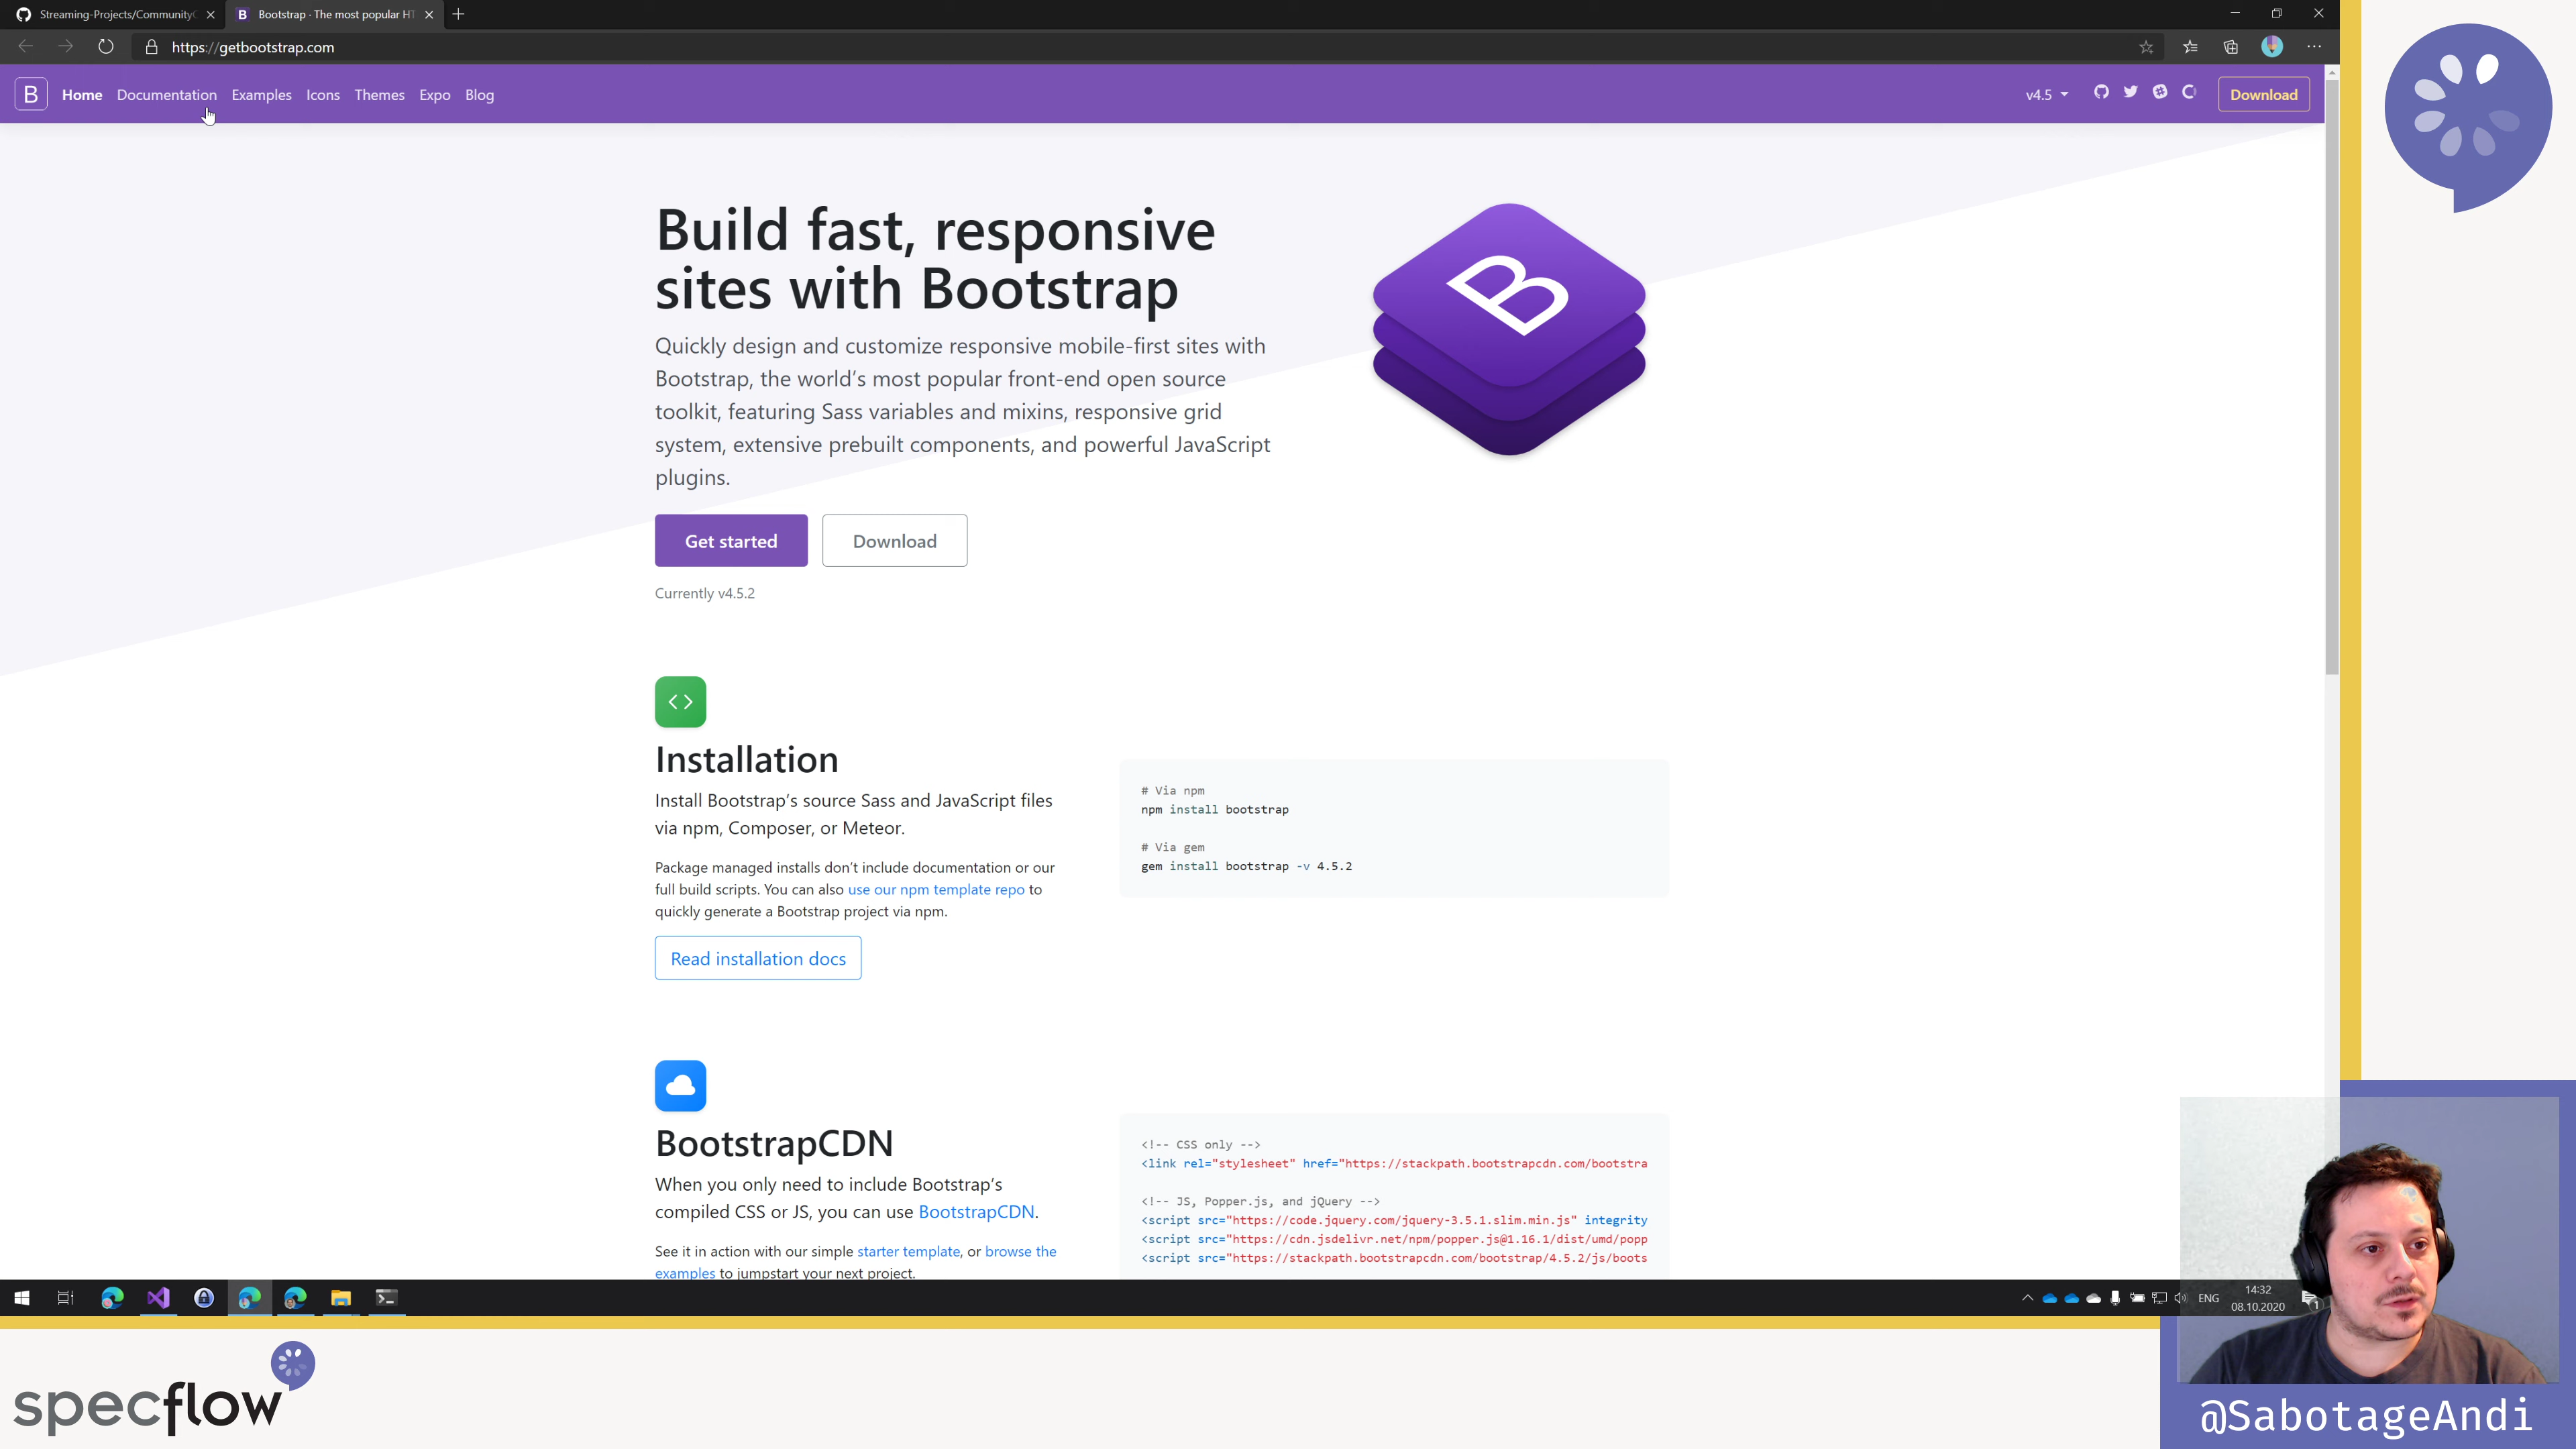 Streaming-Projects/Community
Bootstrap · The most popular HT
https://getbootstrap.com
B Home Documentation Examples Icons Themes Expo Blog v4.5 Download
Build fast, responsive
sites with Bootstrap
Quickly design and customize responsive mobile-first sites with
Bootstrap, the world's most popular front-end open source
toolkit, featuring Sass variables and mixins, responsive grid
system, extensive prebuilt components, and powerful JavaScript
plugins.
B
Get started Download
Currently v4.5.2
Installation
Install Bootstrap's source Sass and JavaScript files
via npm, Composer, or Meteor.
Package managed installs don't include documentation or our
full build scripts. You can also use our npm template repo to
quickly generate a Bootstrap project via npm.
Read installation docs
# Via npm
npm install bootstrap
# Via gem
gem install bootstrap -v 4.5.2
BootstrapCDN
When you only need to include Bootstrap's
compiled CSS or JS, you can use BootstrapCDN.
See it in action with our simple starter template, or browse the
examples to jumpstart your next project.
<!-- CSS only -->
<link rel="stylesheet" href="https://stackpath.bootstrapcdn.com/bootstra
<!-- JS, Popper.js, and jQuery -->
<script src="https://code.jquery.com/jquery-3.5.1.slim.min.js" integrity
<script src="https://cdn.jsdelivr.net/npm/popper.js@1.16.1/dist/umd/popp
<script src="https://stackpath.bootstrapcdn.com/bootstrap/4.5.2/js/boots
ENG
14:32
08.10.2020
1
specflow
@SabotageAndi